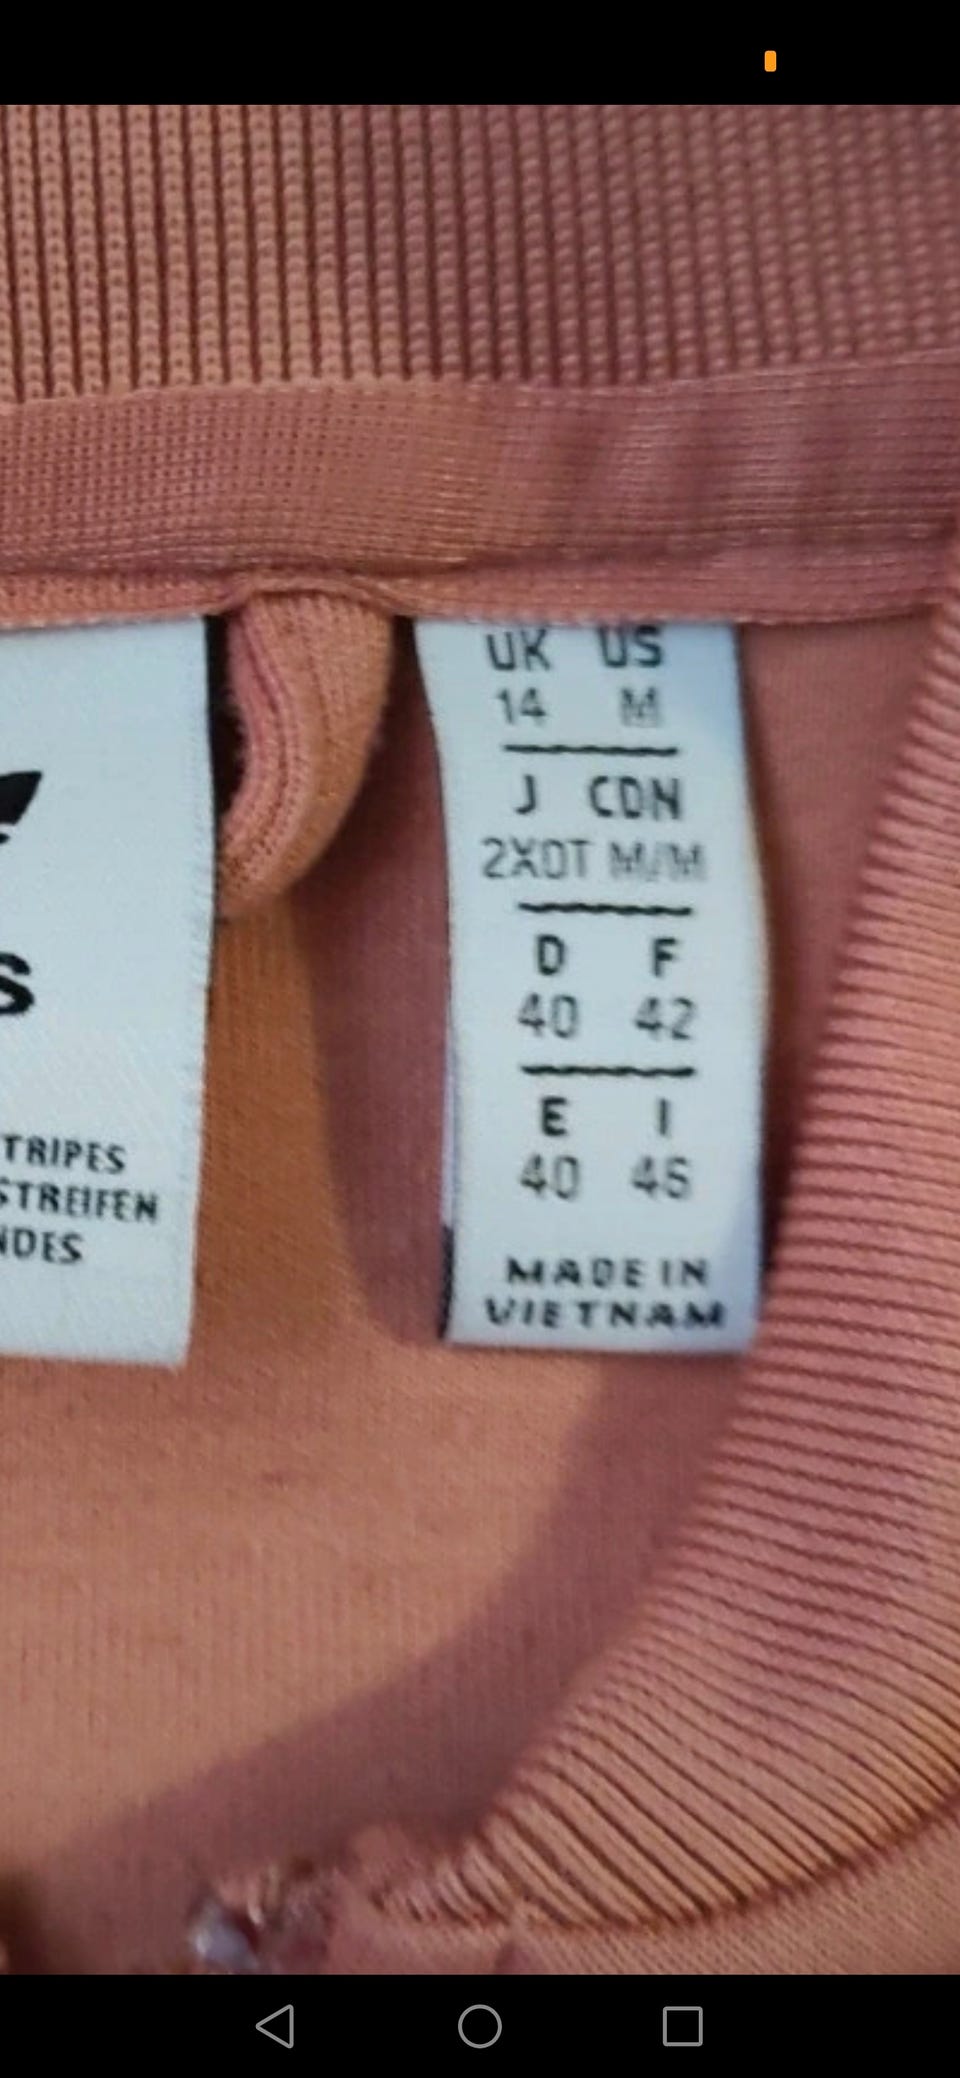 s
TRIPES
STREIFEN
NDES
UK US
14 M
J CDN
2XOT M/M
D F
40 42
E I
40 46
MADE IN
VIETNAM